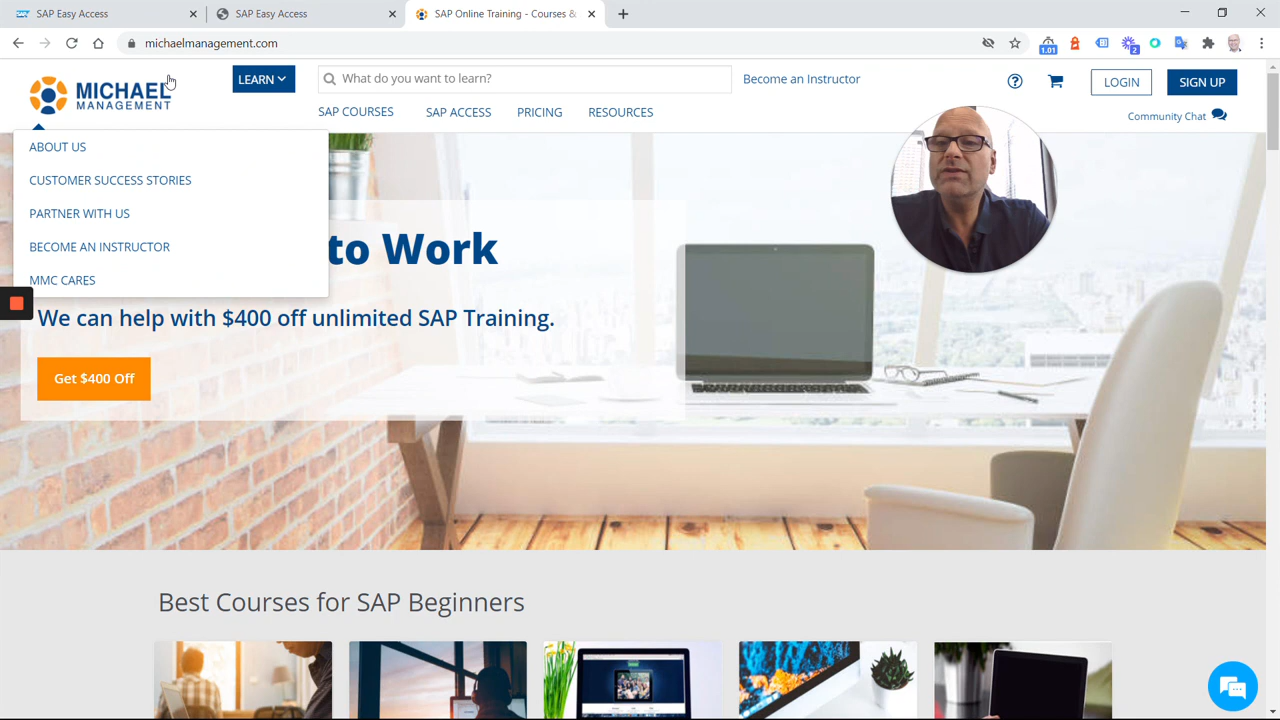 SAP Easy Access
SAP Easy Access
SAP Online Training - Courses &
michaelmanagement.com
1.01
2
MICHAEL
MANAGEMENT
LEARN
What do you want to learn?
Become an Instructor
LOGIN
SIGN UP
SAP COURSES
SAP ACCESS
PRICING
RESOURCES
Community Chat
ABOUT US
CUSTOMER SUCCESS STORIES
PARTNER WITH US
BECOME AN INSTRUCTOR
MMC CARES
to Work
We can help with $400 off unlimited SAP Training.
Get $400 Off
Best Courses for SAP Beginners